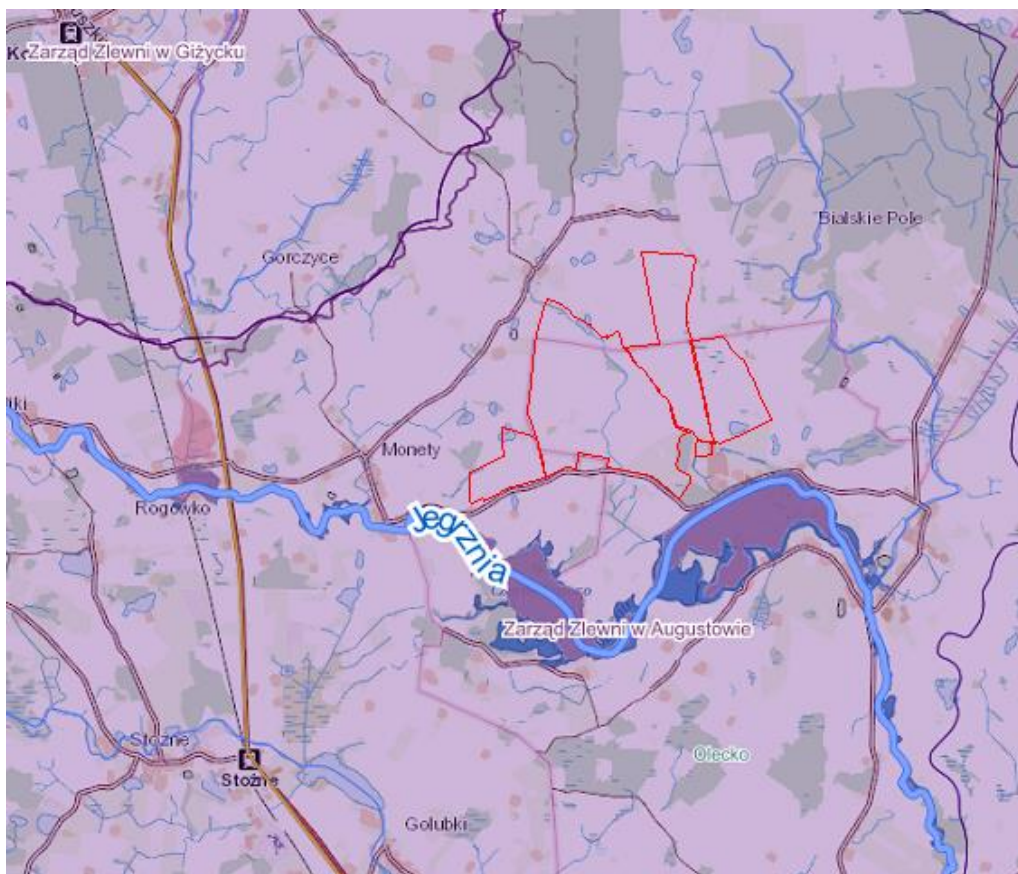 Zarząd Zlewni w Giżycku
Bialskie Pole
Gorczyce
Monety
Rogówko
Jegrznia
Zarząd Zlewni w Augustowie
Stożne
Olecko
Stożne
Golubki